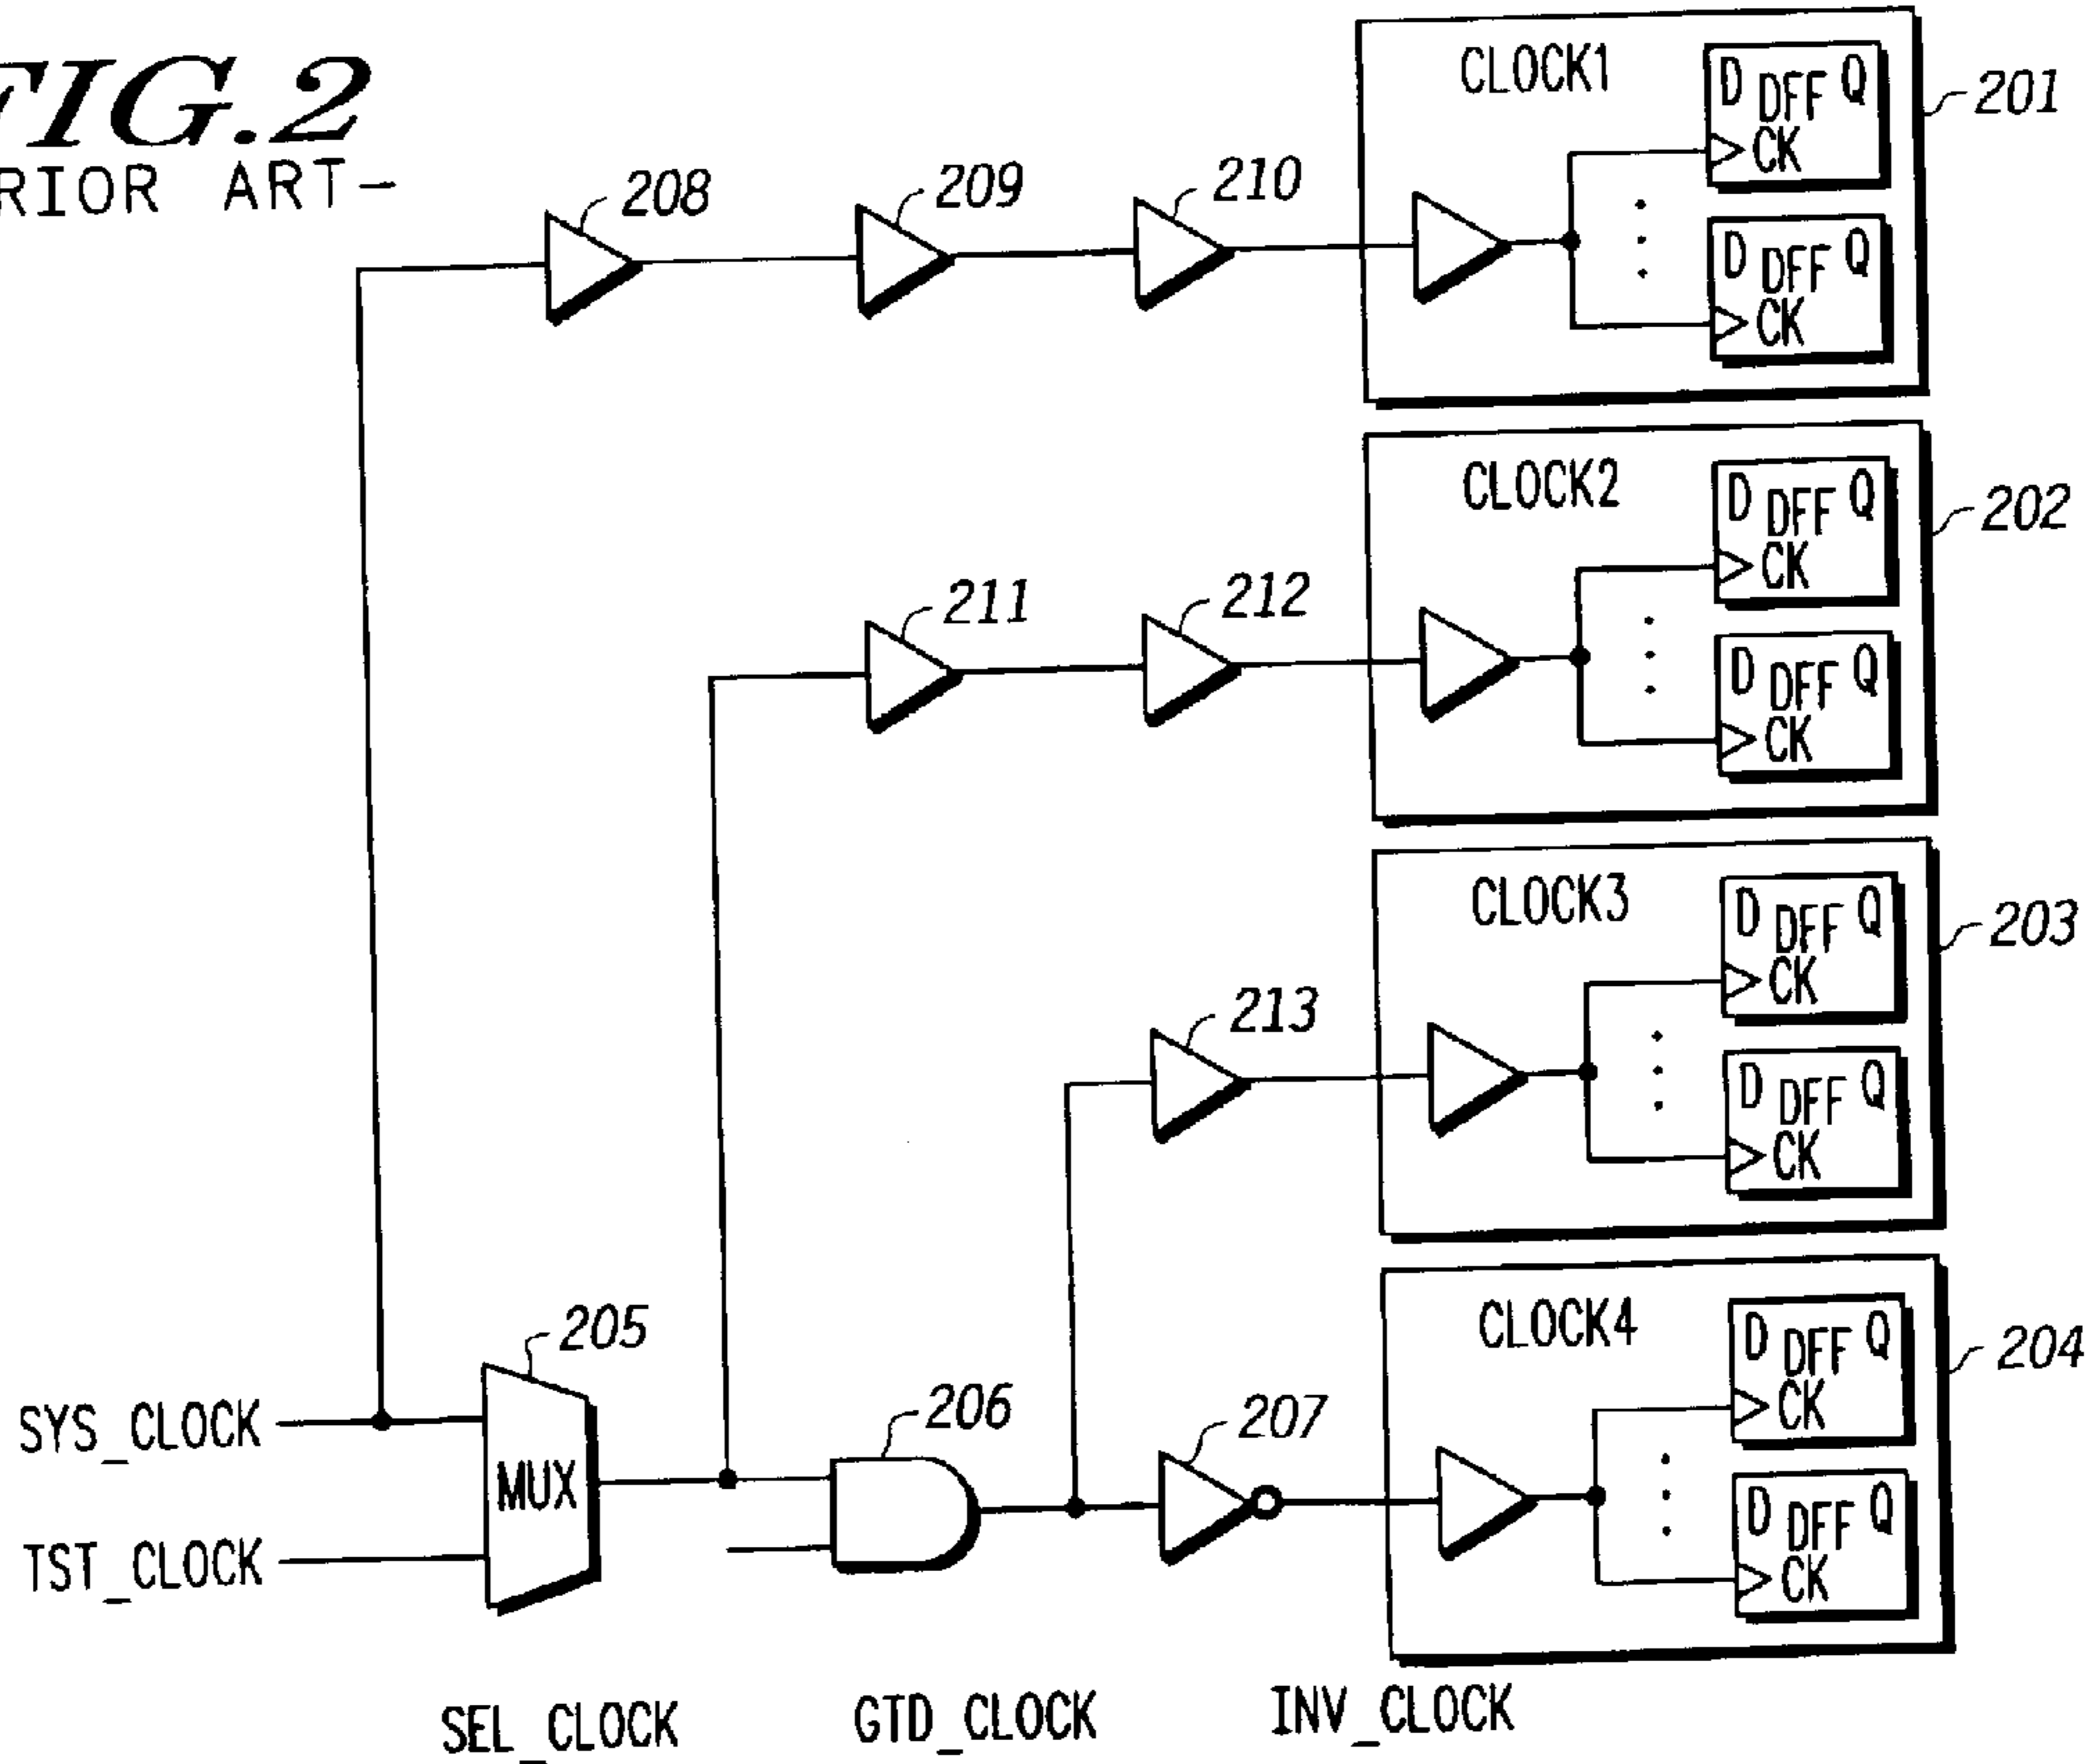 FIG.2
RIOR ART-
208
209
210
CLOCK1
D DFF Q
CK
D DFF Q
CK
201
211
212
CLOCK2
D DFF Q
CK
D DFF Q
CK
202
213
CLOCK3
D DFF Q
CK
D DFF Q
CK
203
SYS_CLOCK
TST_CLOCK
MUX
205
206
207
CLOCK4
D DFF Q
CK
D DFF Q
CK
204
SEL_CLOCK
GTD_CLOCK
INV_CLOCK